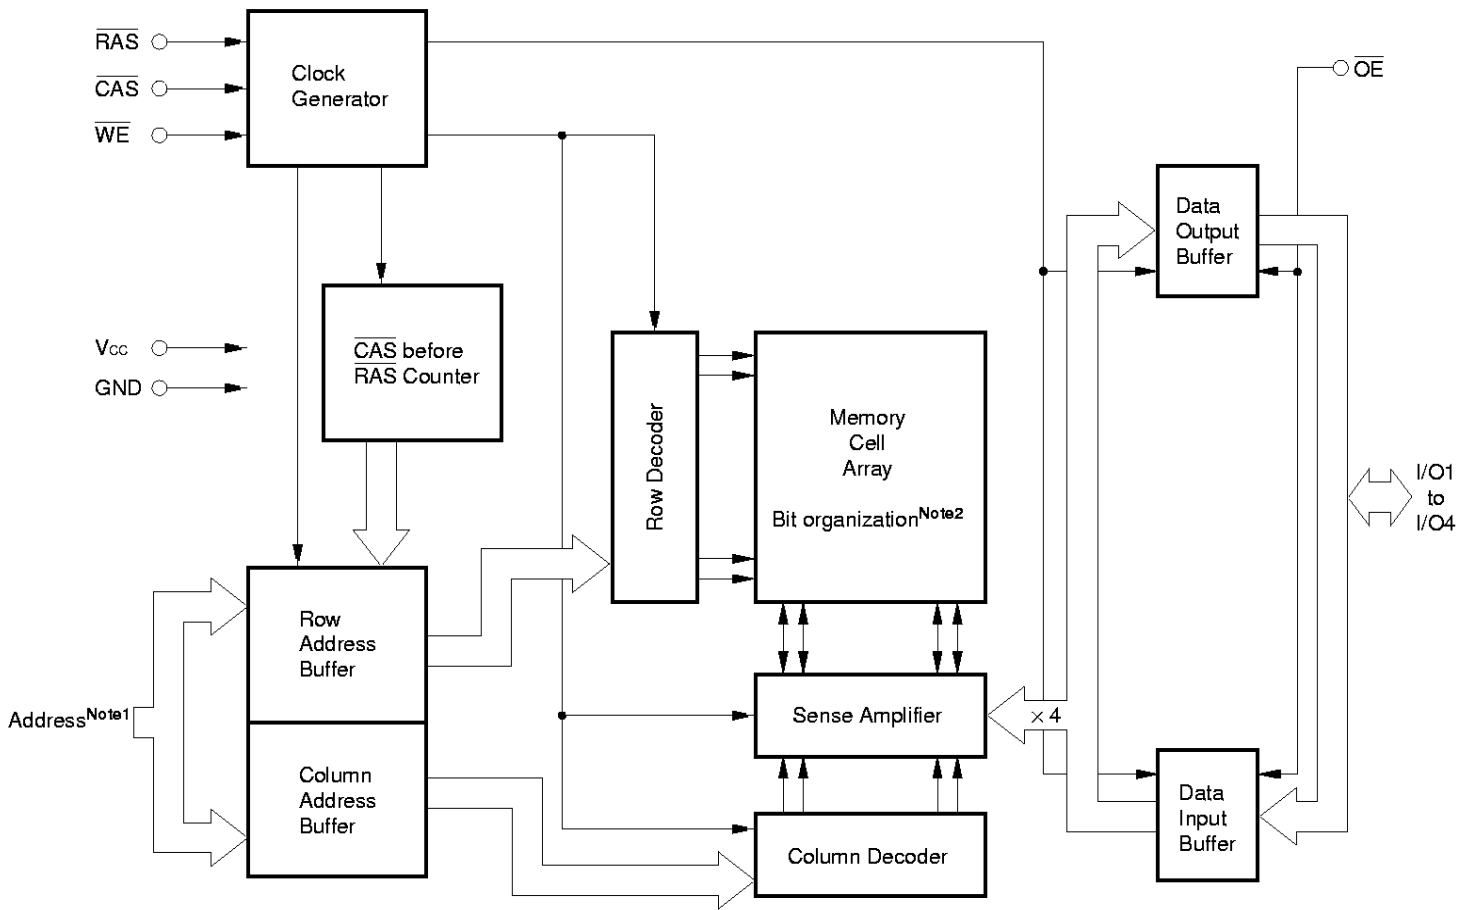 RAS
CAS
WE
Clock
Generator
OE
Data
Output
Buffer
VCC
GND
CAS before
RAS Counter
Row Decoder
Memory
Cell
Array
Bit organizationNote2
I/O1
to
I/O4
Row
Address
Buffer
AddressNote1
Sense Amplifier
× 4
Column
Address
Buffer
Column Decoder
Data
Input
Buffer